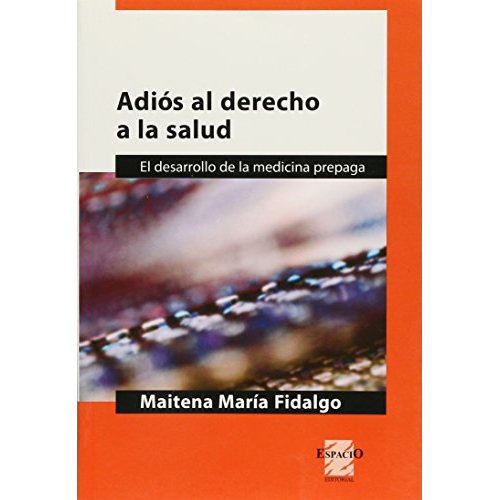 Adiós al derecho
a la salud
El desarrollo de la medicina prepaga
Maitena María Fidalgo
ESPACIO
EDITORIAL